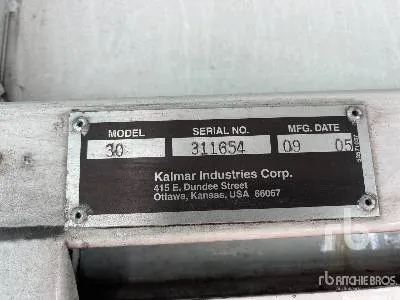 MODEL SERIAL NO. MFG. DATE
30 311654 09 05
Kalmar Industries Corp.
415 E. Dundee Street
Ottawa, Kansas, USA 66067
RITCHIE BROS.